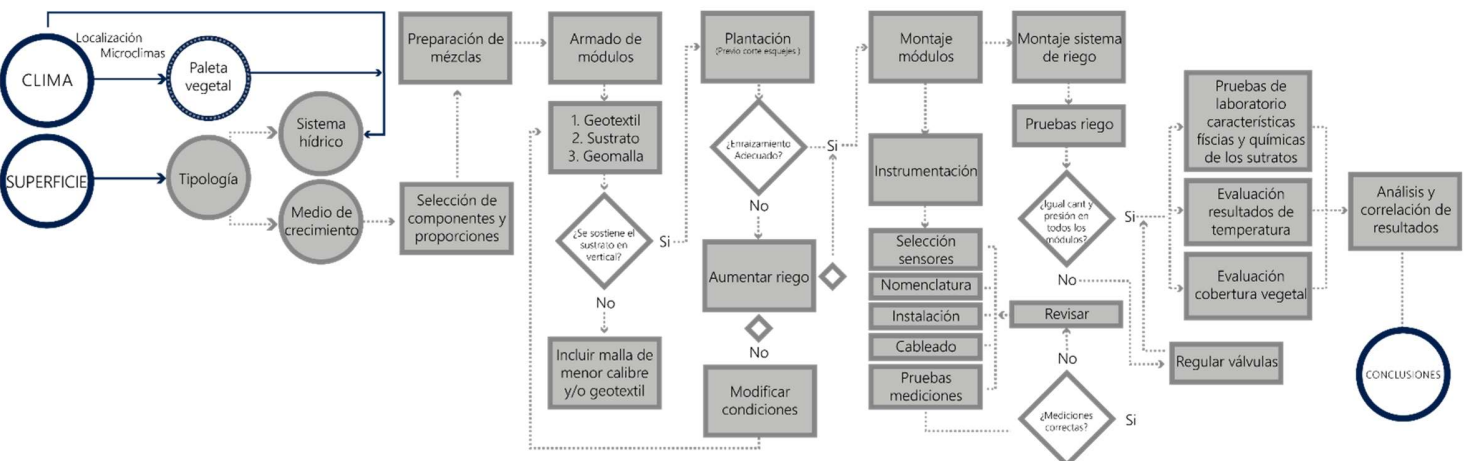 Localización
Microclimas
CLIMA
Paleta
vegetal
SUPERFICIE
Tipología
Sistema
hídrico
Medio de
crecimiento
Selección de
componentes y
proporciones
Preparación de
mézclas
Armado de
módulos
1. Geotextil
2. Sustrato
3. Geomalla
¿Se sostiene el
sustrato en
vertical?
Si
No
Incluir malla de
menor calibre
y/o geotextil
Plantación
(Previo corte esquejes )
¿Enraizamiento
Adecuado?
Si
No
Aumentar riego
No
Modificar
condiciones
Montaje
módulos
Instrumentación
Selección
sensores
Nomenclatura
Instalación
Cableado
Pruebas
mediciones
Montaje sistema
de riego
Pruebas riego
¿Igual cant y
presión en
todos los
módulos?
Si
No
Revisar
No
¿Mediciones
correctas?
Si
Regular válvulas
Pruebas de
laboratorio
características
físcias y químicas
de los sutratos
Evaluación
resultados de
temperatura
Evaluación
cobertura vegetal
Análisis y
correlación de
resultados
CONCLUSIONES